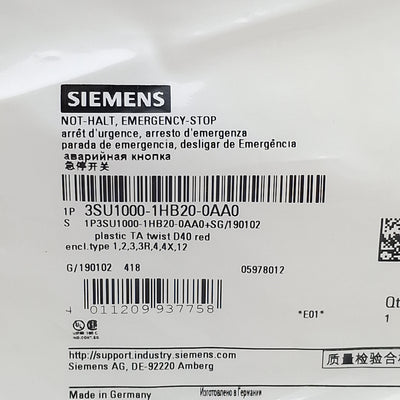 SIEMENS
NOT-HALT, EMERGENCY-STOP
arrêt d'urgence, arresto d'emergenza
parada de emergencia, desligar de Emergência
аварийная кнопка
急停开关
1P 3SU1000-1HB20-0AA0
S 1P3SU1000-1HB20-0AA0+SG/190102
plastic TA twist D40 red
encl.type 1,2,3,3R,4,4X,12
G/190102 418 05978012
4 011209 937758
*E01*
Qt
1
http://support.industry.siemens.com
Siemens AG, DE-92220 Amberg
质量检验合格
Made in Germany
Изготовлено в Германии